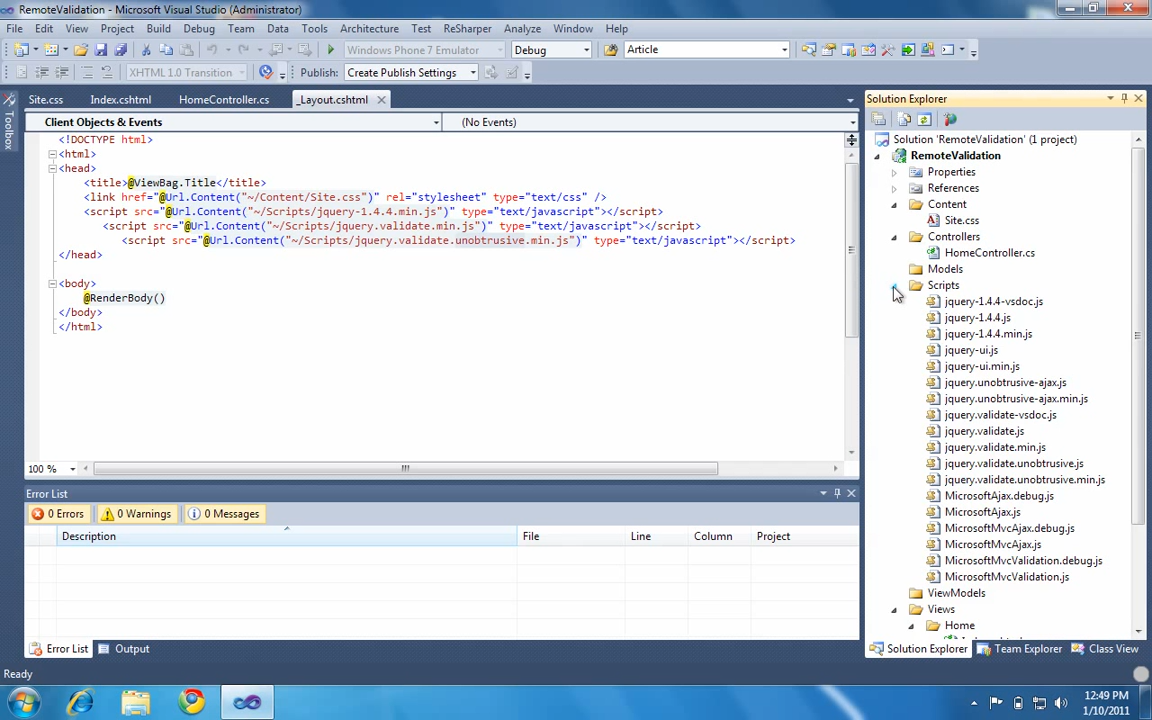 RemoteValidation - Microsoft Visual Studio (Administrator)
File Edit View Project Build Debug Team Data Tools Architecture Test ReSharper Analyze Window Help
Windows Phone 7 Emulator Debug Article
XHTML 1.0 Transition Publish: Create Publish Settings
Toolbox
Site.css Index.cshtml HomeController.cs _Layout.cshtml
Client Objects & Events (No Events)
<!DOCTYPE html>
<html>
<head>
<title>@ViewBag.Title</title>
<link href="@Url.Content("~/Content/Site.css")" rel="stylesheet" type="text/css" />
<script src="@Url.Content("~/Scripts/jquery-1.4.4.min.js")" type="text/javascript"></script>
<script src="@Url.Content("~/Scripts/jquery.validate.min.js")" type="text/javascript"></script>
<script src="@Url.Content("~/Scripts/jquery.validate.unobtrusive.min.js")" type="text/javascript"></script>
</head>
<body>
@RenderBody()
</body>
</html>
100 %
Error List
0 Errors 0 Warnings 0 Messages
Description File Line Column Project
Error List Output
Solution Explorer
Solution 'RemoteValidation' (1 project)
RemoteValidation
Properties
References
Content
Site.css
Controllers
HomeController.cs
Models
Scripts
jquery-1.4.4-vsdoc.js
jquery-1.4.4.js
jquery-1.4.4.min.js
jquery-ui.js
jquery-ui.min.js
jquery.unobtrusive-ajax.js
jquery.unobtrusive-ajax.min.js
jquery.validate-vsdoc.js
jquery.validate.js
jquery.validate.min.js
jquery.validate.unobtrusive.js
jquery.validate.unobtrusive.min.js
MicrosoftAjax.debug.js
MicrosoftAjax.js
MicrosoftMvcAjax.debug.js
MicrosoftMvcAjax.js
MicrosoftMvcValidation.debug.js
MicrosoftMvcValidation.js
ViewModels
Views
Home
Solution Explorer Team Explorer Class View
Ready
12:49 PM
1/10/2011